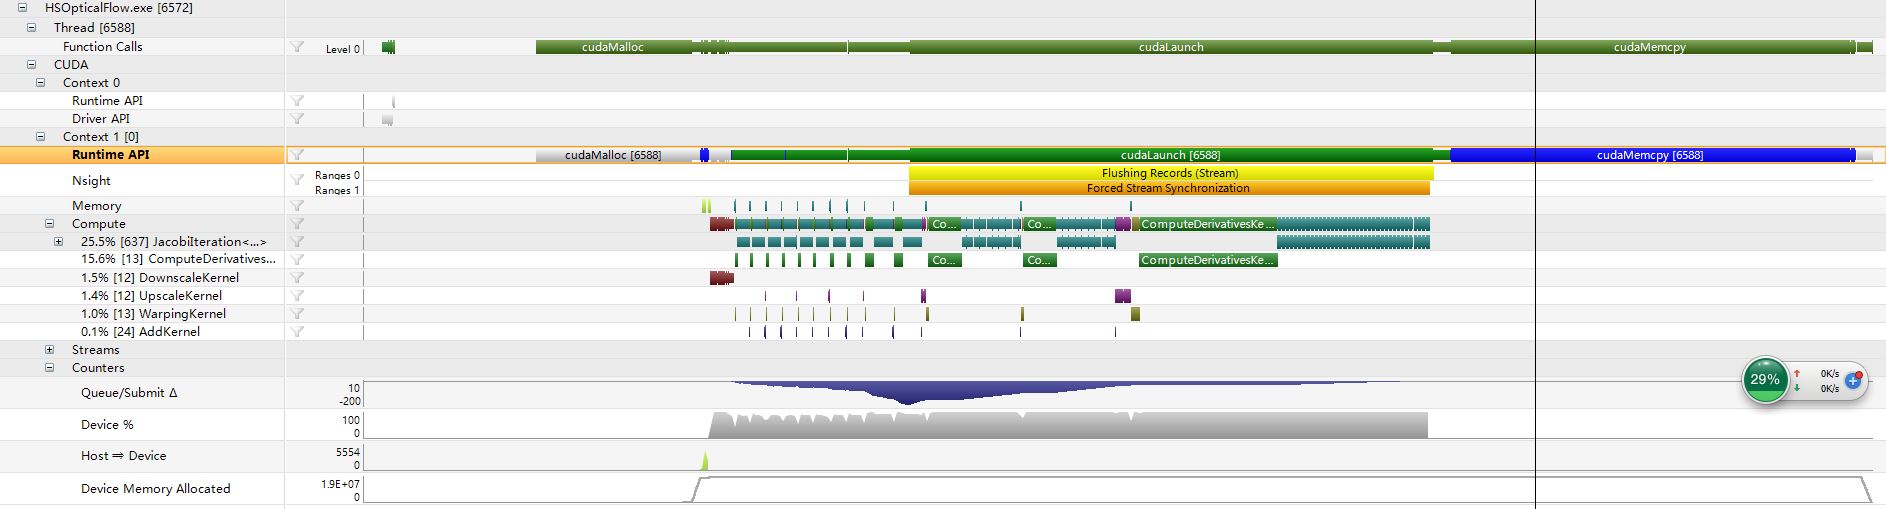 HSOpticalFlow.exe [6572]
Thread [6588]
Function Calls Level 0 cudaMalloc cudaLaunch cudaMemcpy
CUDA
Context 0
Runtime API
Driver API
Context 1 [0]
Runtime API cudaMalloc [6588] cudaLaunch [6588] cudaMemcpy [6588]
Ranges 0 Flushing Records (Stream)
Nsight
Ranges 1 Forced Stream Synchronization
Memory
Compute Co... Co... ComputeDerivativesKe...
25.5% [637] JacobiIteration<...>
15.6% [13] ComputeDerivatives... Co... Co... ComputeDerivativesKe...
1.5% [12] DownscaleKernel
1.4% [12] UpscaleKernel
1.0% [13] WarpingKernel
0.1% [24] AddKernel
Streams
Counters
Queue/Submit Δ 10
-200
Device % 100
0
Host ⇒ Device 5554
0
Device Memory Allocated 1.9E+07
0
29% 0K/s
0K/s